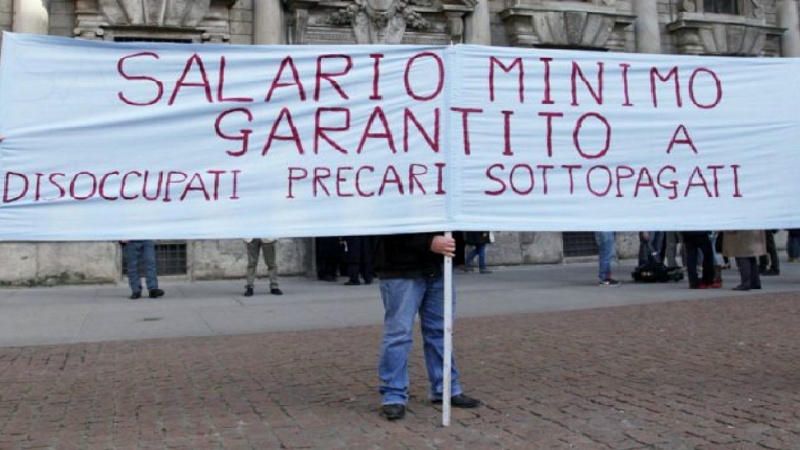 SALARIO MINIMO
GARANTITO A
DISOCCUPATI PRECARI SOTTOPAGATI